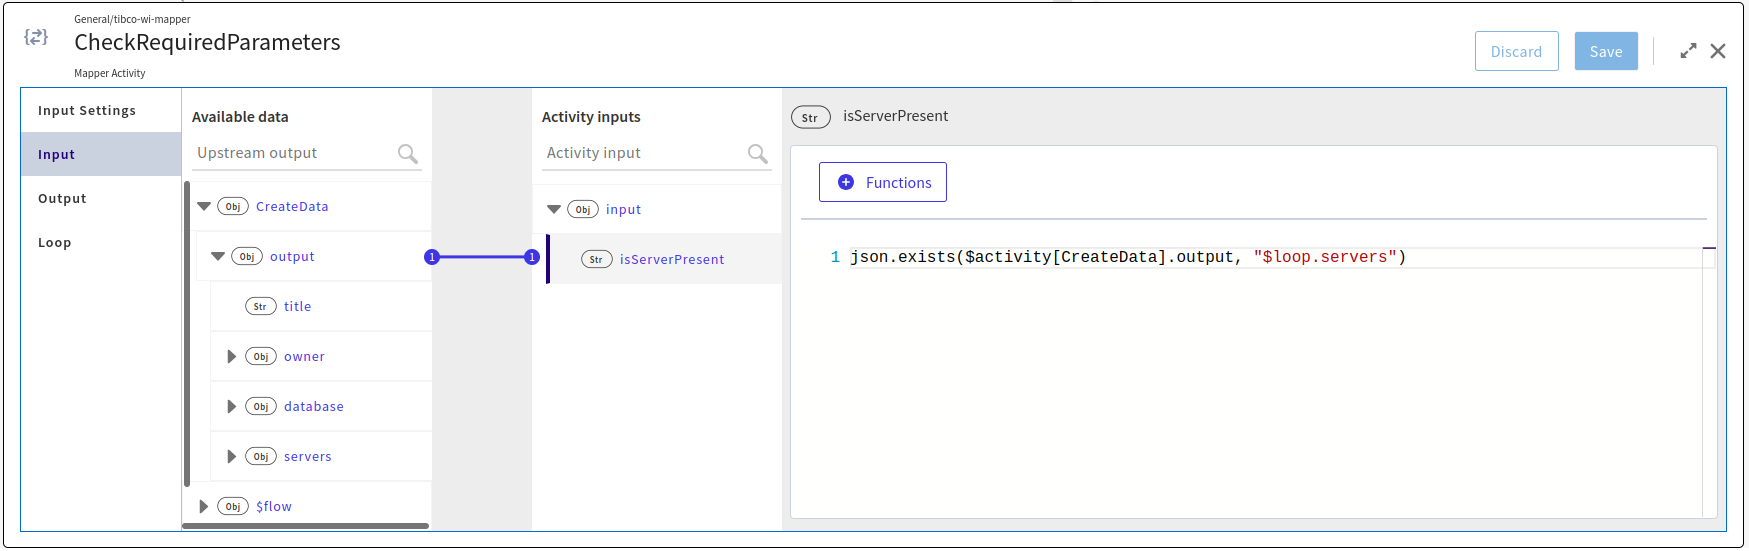 General/tibco-wi-mapper
CheckRequiredParameters
Mapper Activity
Discard
Save
Input Settings
Input
Output
Loop
Available data
Upstream output
Obj CreateData
Obj output
Str title
Obj owner
Obj database
Obj servers
Obj $flow
1 1
Activity inputs
Activity input
Obj input
Str isServerPresent
Str isServerPresent
+ Functions
1 json.exists($activity[CreateData].output, "$loop.servers")